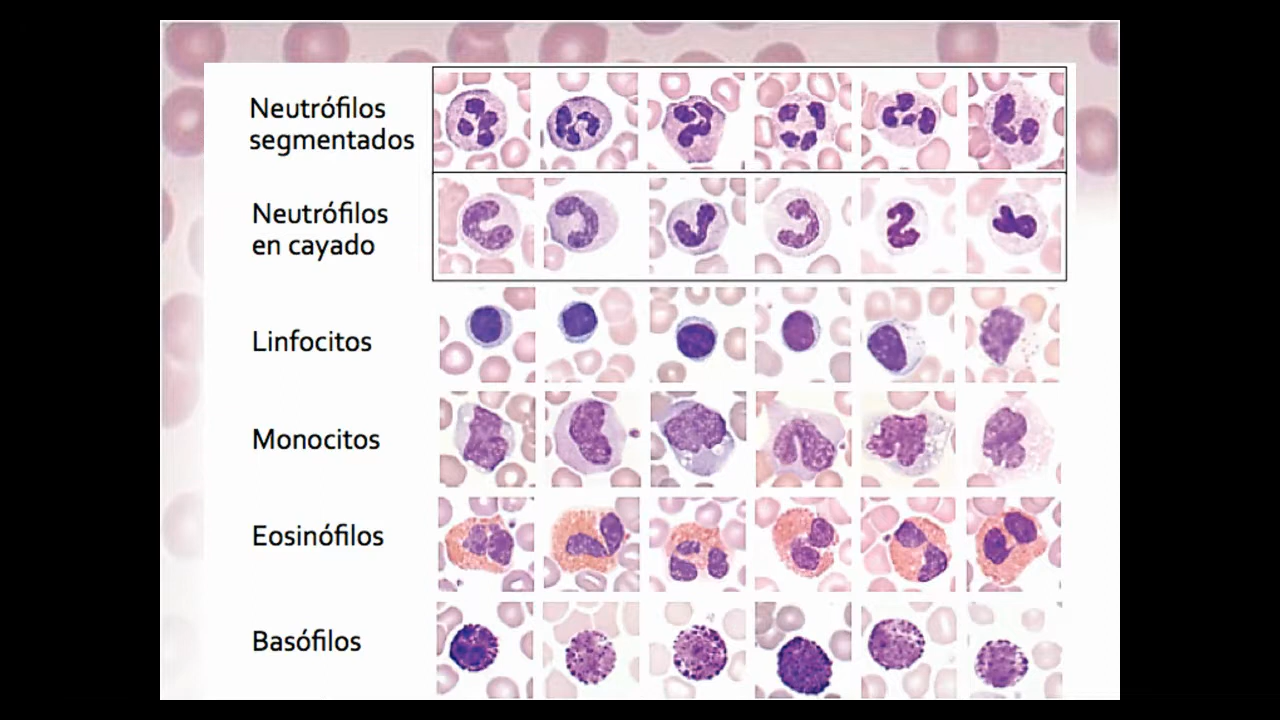 Neutrófilos
segmentados
Neutrófilos
en cayado
Linfocitos
Monocitos
Eosinófilos
Basófilos